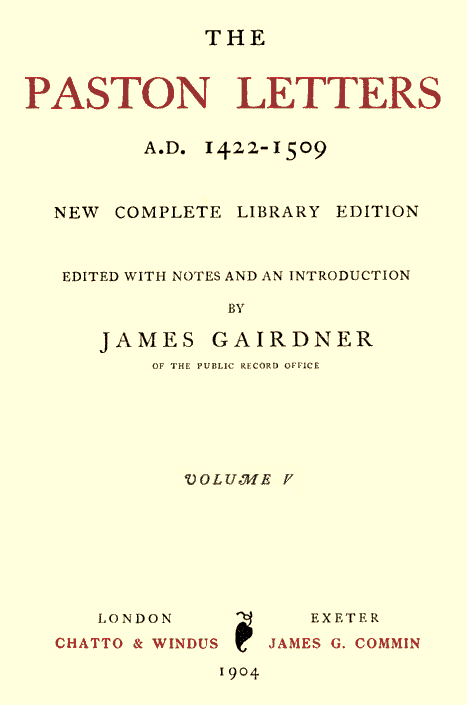 THE
PASTON LETTERS
A.D. 1422-1509
NEW COMPLETE LIBRARY EDITION
EDITED WITH NOTES AND AN INTRODUCTION
BY
JAMES GAIRDNER
OF THE PUBLIC RECORD OFFICE
VOLUME V
LONDON EXETER
CHATTO & WINDUS JAMES G. COMMIN
1904